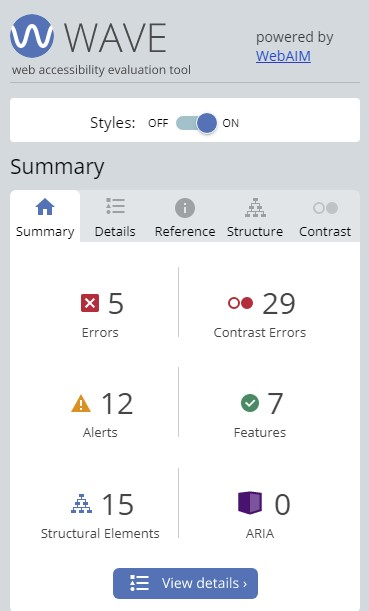 WAVE
web accessibility evaluation tool
powered by
WebAIM
Styles: OFF ON
Summary
Summary Details Reference Structure Contrast
5
Errors
29
Contrast Errors
12
Alerts
7
Features
15
Structural Elements
0
ARIA
View details ›